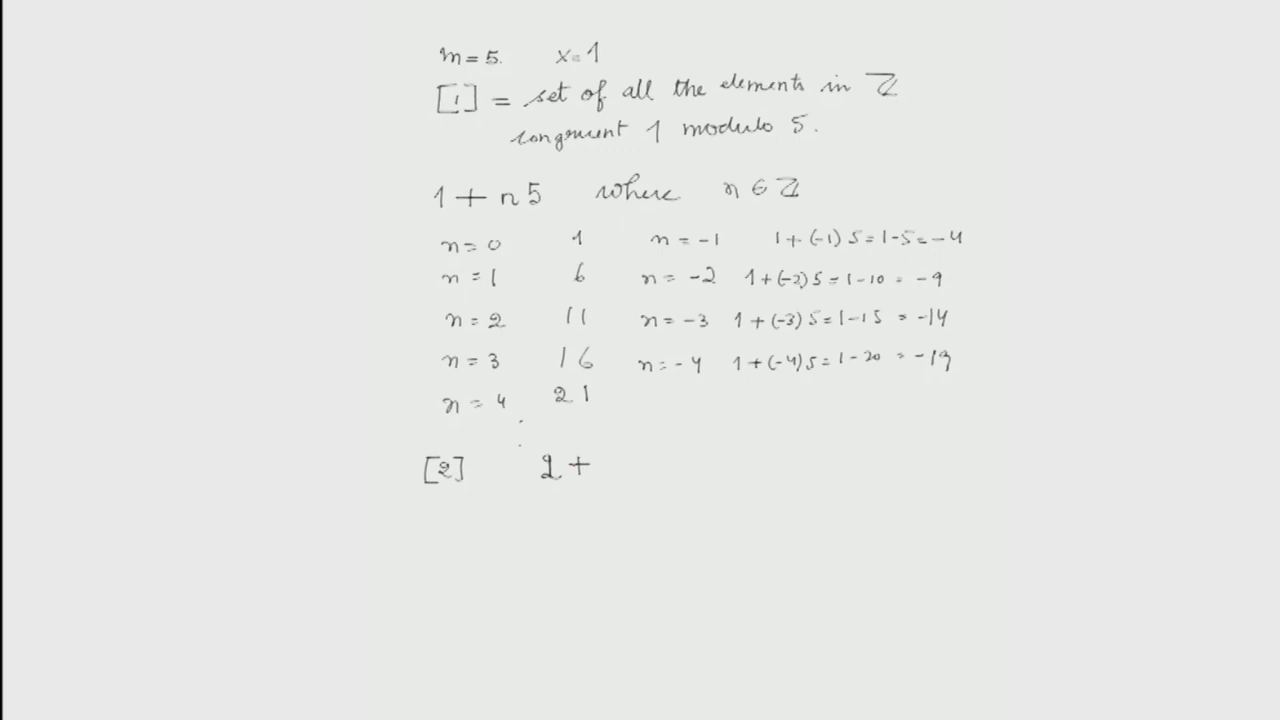 m = 5. x = 1
[1] = set of all the elements in ℤ
congruent 1 modulo 5.
1 + n 5 where n ∈ ℤ
n = 0 1 n = -1 1 + (-1) 5 = 1 - 5 = -4
n = 1 6 n = -2 1 + (-2) 5 = 1 - 10 = -9
n = 2 11 n = -3 1 + (-3) 5 = 1 - 15 = -14
n = 3 16 n = -4 1 + (-4) 5 = 1 - 20 = -19
n = 4 21
[2] 2 +